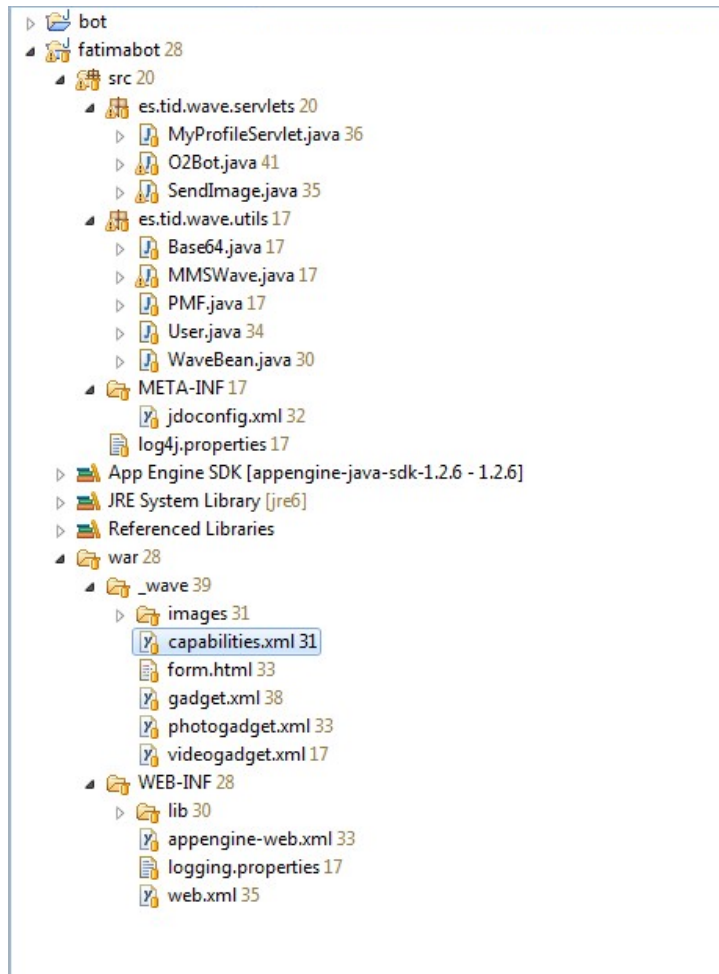 bot
fatimabot 28
src 20
es.tid.wave.servlets 20
MyProfileServlet.java 36
O2Bot.java 41
SendImage.java 35
es.tid.wave.utils 17
Base64.java 17
MMSWave.java 17
PMF.java 17
User.java 34
WaveBean.java 30
META-INF 17
jdoconfig.xml 32
log4j.properties 17
App Engine SDK [appengine-java-sdk-1.2.6 - 1.2.6]
JRE System Library [jre6]
Referenced Libraries
war 28
_wave 39
images 31
capabilities.xml 31
form.html 33
gadget.xml 38
photogadget.xml 33
videogadget.xml 17
WEB-INF 28
lib 30
appengine-web.xml 33
logging.properties 17
web.xml 35